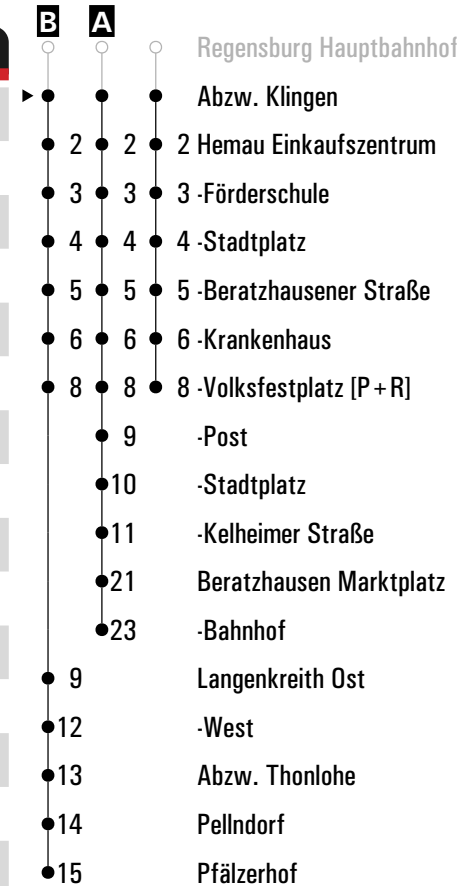 B A
Regensburg Hauptbahnhof
Abzw. Klingen
2 2 2 Hemau Einkaufszentrum
3 3 3 -Förderschule
4 4 4 -Stadtplatz
5 5 5 -Beratzhausener Straße
6 6 6 -Krankenhaus
8 8 8 -Volksfestplatz [P+R]
9 -Post
10 -Stadtplatz
11 -Kelheimer Straße
21 Beratzhausen Marktplatz
23 -Bahnhof
9 Langenkreith Ost
12 -West
13 Abzw. Thonlohe
14 Pellndorf
15 Pfälzerhof